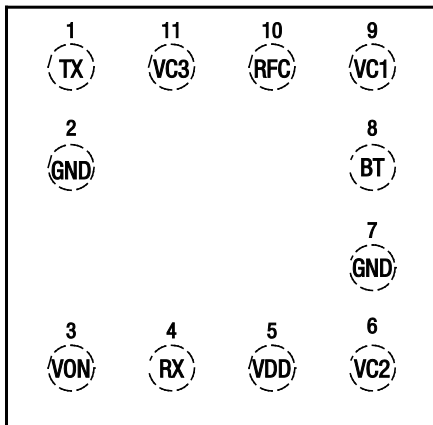 1 11 10 9
TX VC3 RFC VC1
2 8
GND BT
7
GND
3 4 5 6
VON RX VDD VC2